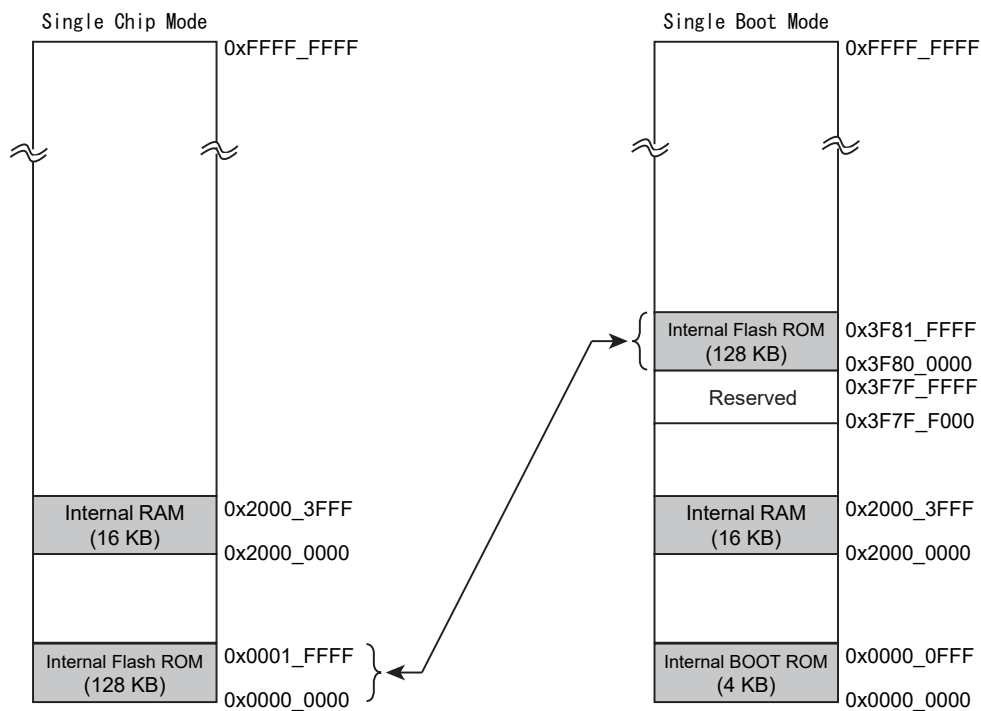 Single Chip Mode
0xFFFF_FFFF
Internal RAM
(16 KB)
0x2000_3FFF
0x2000_0000
Internal Flash ROM
(128 KB)
0x0001_FFFF
0x0000_0000
Single Boot Mode
0xFFFF_FFFF
Internal Flash ROM
(128 KB)
0x3F81_FFFF
0x3F80_0000
Reserved
0x3F7F_FFFF
0x3F7F_F000
Internal RAM
(16 KB)
0x2000_3FFF
0x2000_0000
Internal BOOT ROM
(4 KB)
0x0000_0FFF
0x0000_0000